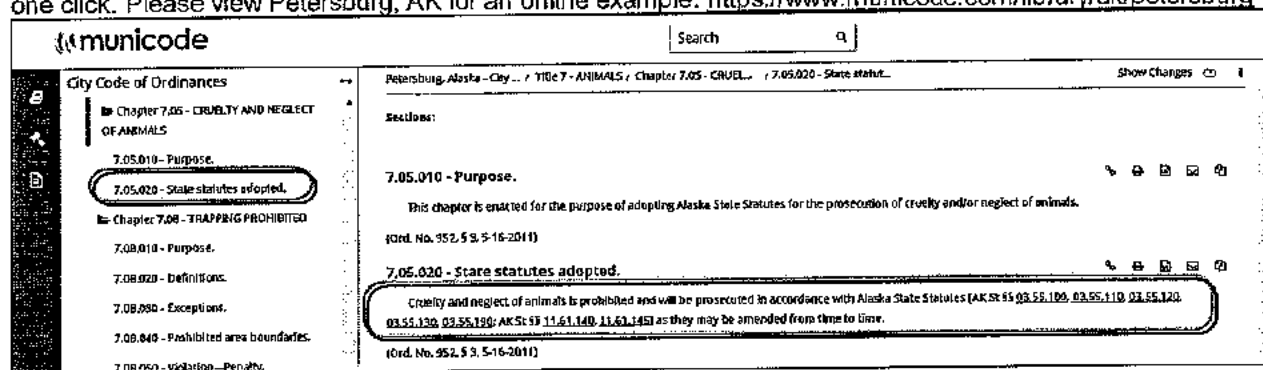 one click. Please view Petersburg, AK for an online example: https://www.municode.com/library/ak/petersburg
municode
Search
City Code of Ordinances
Chapter 7.05 - CRUELTY AND NEGLECT
OF ANIMALS
7.05.010 - Purpose.
7.05.020 - State statutes adopted.
Chapter 7.08 - TRAPPING PROHIBITED
7.08.010 - Purpose.
7.08.020 - Definitions.
7.08.030 - Exceptions.
7.08.040 - Prohibited area boundaries.
7.08.050 - Violation—Penalty.
Petersburg, Alaska - City ... / Title 7 - ANIMALS / Chapter 7.05 - CRUEL... / 7.05.020 - State statut...
Show Changes
Sections:
7.05.010 - Purpose.
This chapter is enacted for the purpose of adopting Alaska State Statutes for the prosecution of cruelty and/or neglect of animals.
(Ord. No. 952, § 3, 5-16-2011)
7.05.020 - State statutes adopted.
Cruelty and neglect of animals is prohibited and will be prosecuted in accordance with Alaska State Statutes [AK St §§ 03.55.100, 03.55.110, 03.55.120,
03.55.130, 03.55.190; AK St §§ 11.61.140, 11.61.145] as they may be amended from time to time.
(Ord. No. 952, § 3, 5-16-2011)